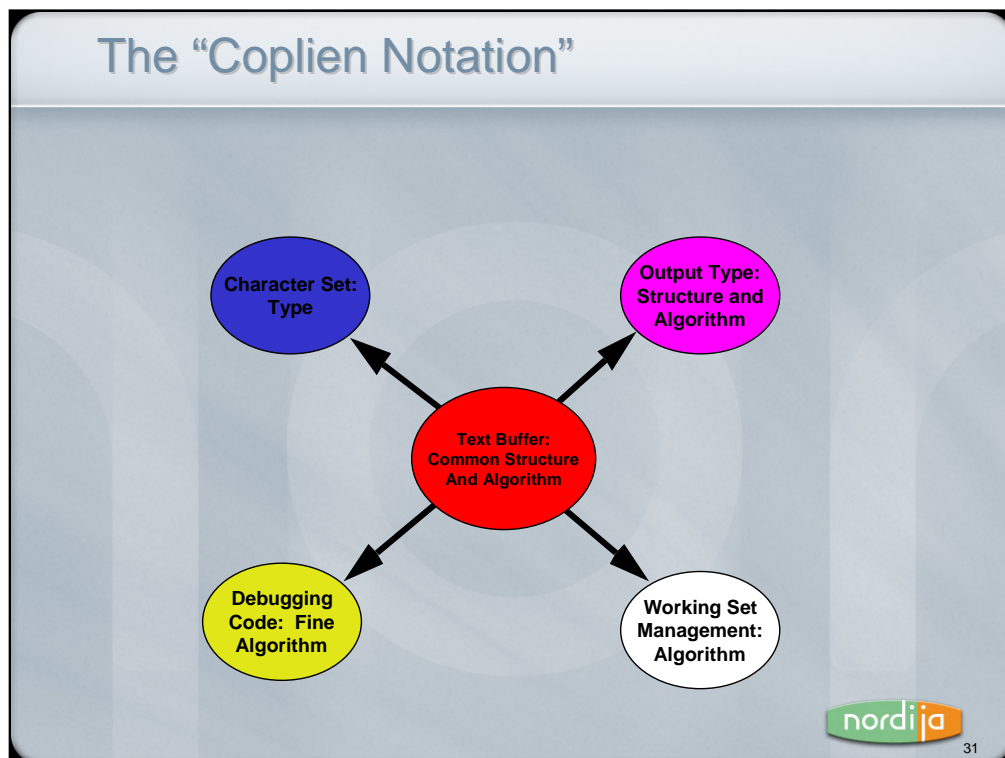 The “Coplien Notation”
Character Set:
Type
Output Type:
Structure and
Algorithm
Text Buffer:
Common Structure
And Algorithm
Debugging
Code: Fine
Algorithm
Working Set
Management:
Algorithm
nordija
31